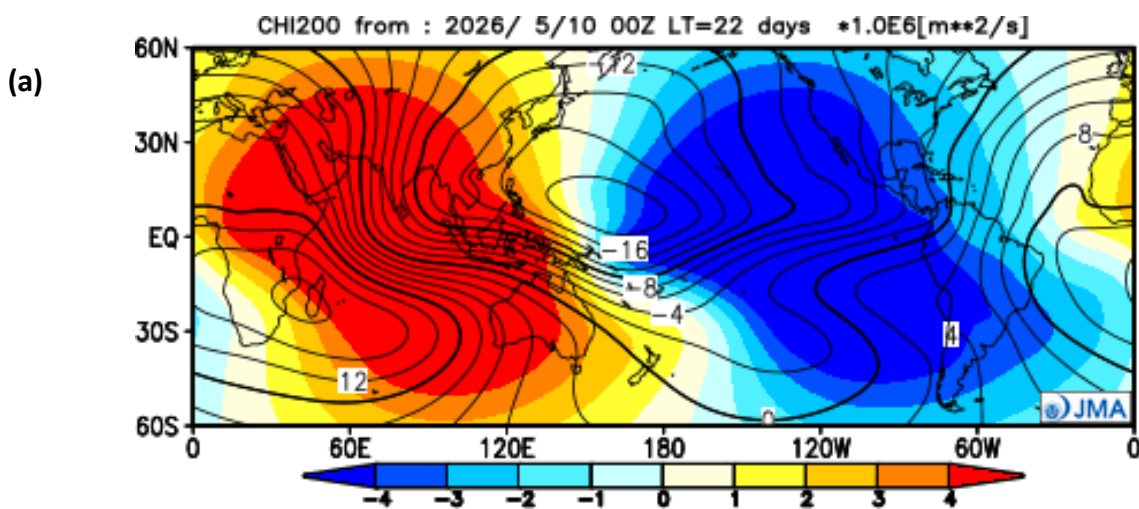 CHI200 from : 2026/ 5/10 00Z LT=22 days *1.0E6[m**2/s]
(a)
60N
30N
EQ
30S
60S
-12
8
-16
-8
-4
4
12
0
JMA
0 60E 120E 180 120W 60W 0
-4 -3 -2 -1 0 1 2 3 4